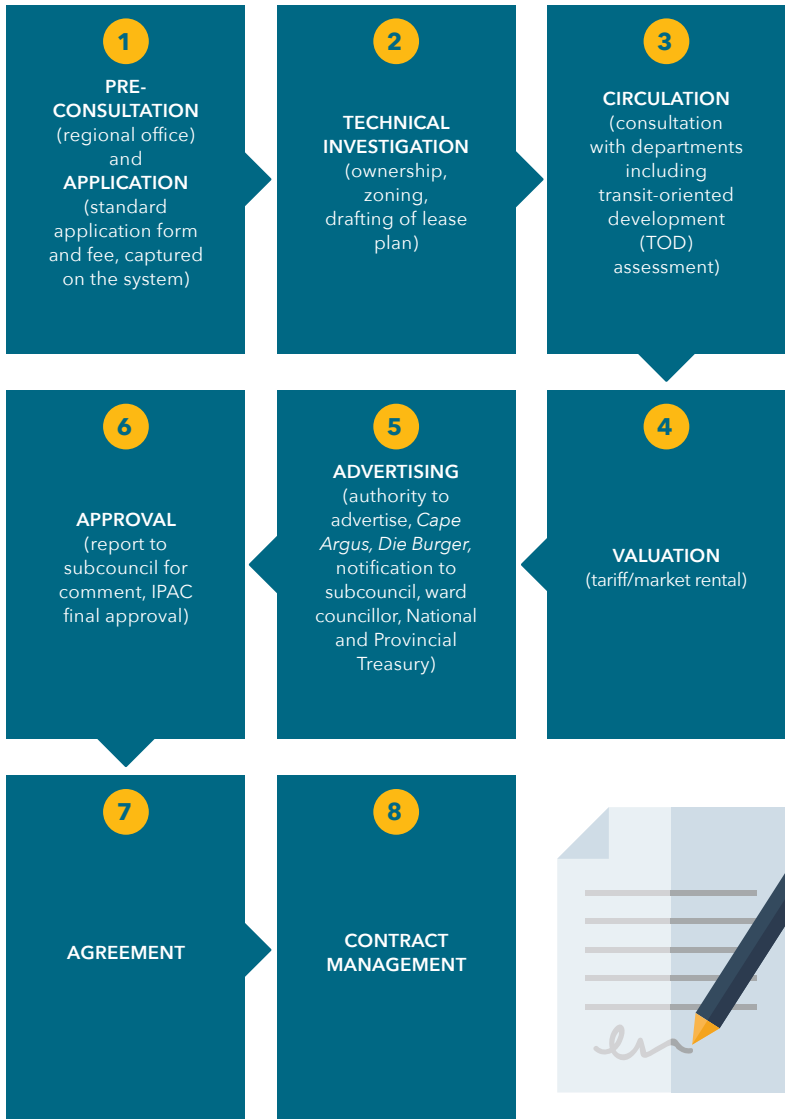 1
PRE-
CONSULTATION
(regional office)
and
APPLICATION
(standard
application form
and fee, captured
on the system)
2
TECHNICAL
INVESTIGATION
(ownership,
zoning,
drafting of lease
plan)
3
CIRCULATION
(consultation
with departments
including
transit-oriented
development
(TOD)
assessment)
4
VALUATION
(tariff/market rental)
5
ADVERTISING
(authority to
advertise, Cape
Argus, Die Burger,
notification to
subcouncil, ward
councillor, National
and Provincial
Treasury)
6
APPROVAL
(report to
subcouncil for
comment, IPAC
final approval)
7
AGREEMENT
8
CONTRACT
MANAGEMENT